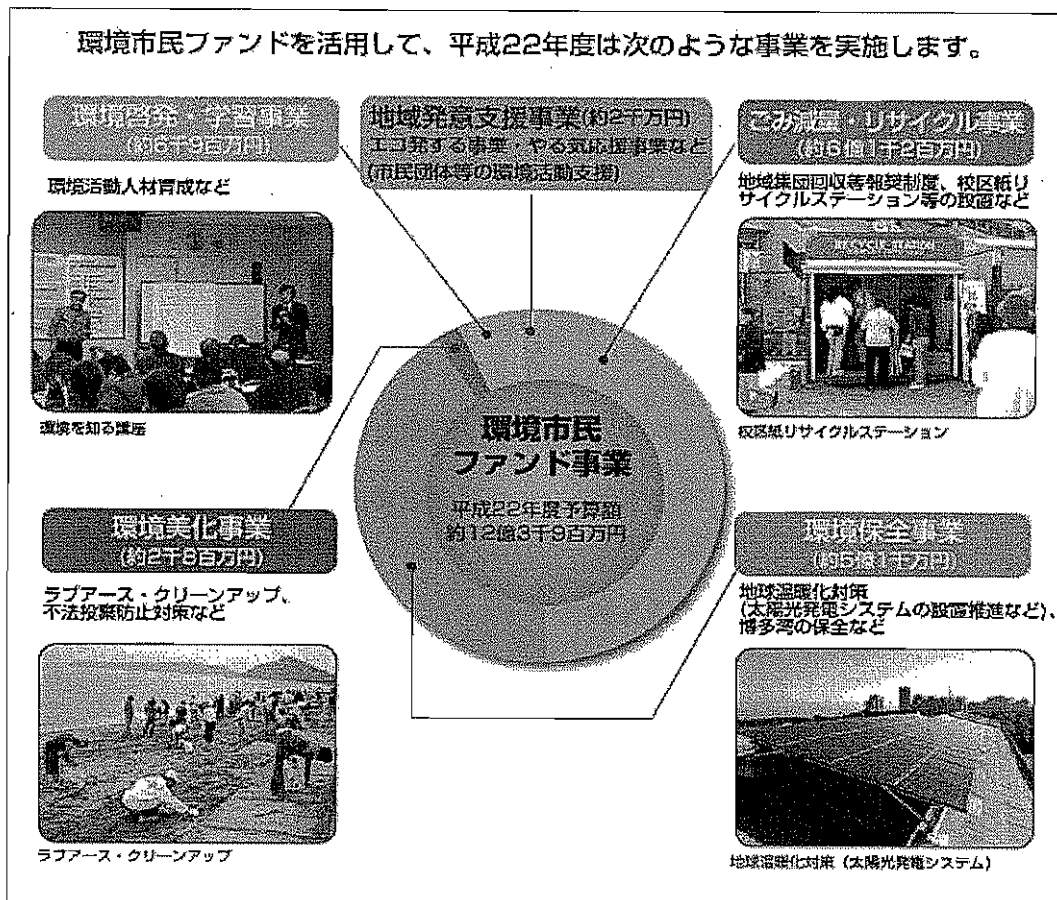 環境市民ファンドを活用して、平成22年度は次のような事業を実施します。
環境啓発・学習事業
(約6千9百万円)
環境活動人材育成など
環境を知る講座
地域発意支援事業(約2千万円)
エコ発する事業・やる気応援事業など
(市民団体等の環境活動支援)
ごみ減量・リサイクル事業
(約6億1千2百万円)
地域集団回収等報奨制度、校区紙リ
サイクルステーション等の設置など
RECYCLE STATION
校区紙リサイクルステーション
環境市民
ファンド事業
平成22年度予算額
約12億3千9百万円
環境美化事業
(約2千8百万円)
ラブアース・クリーンアップ、
不法投棄防止対策など
ラブアース・クリーンアップ
環境保全事業
(約5億1千万円)
地球温暖化対策
(太陽光発電システムの設置推進など)、
博多湾の保全など
地球温暖化対策(太陽光発電システム)